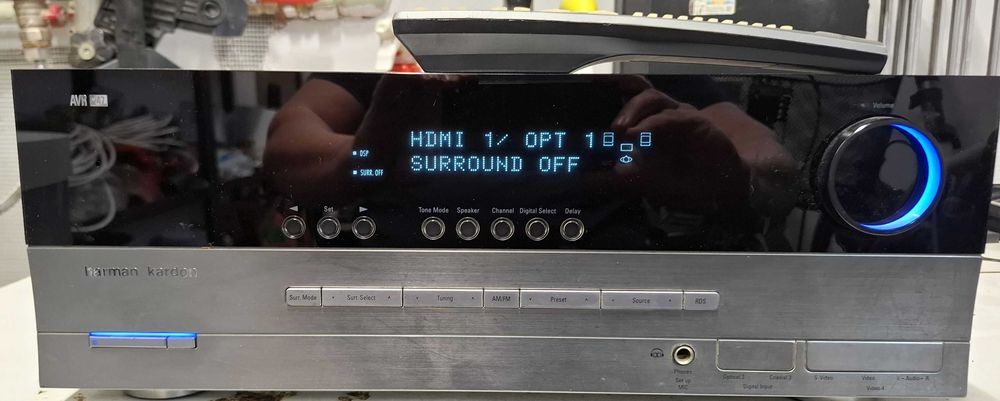 AVR 247
Volume
HDMI 1/ OPT 1
SURROUND OFF
DSP
SURR. OFF
Set
Tone Mode Speaker Channel Digital Select Delay
harman kardon
Surr. Mode Surr. Select Tuning AM/FM Preset Source RDS
Phones
Set up
MIC
Optical 2 Coaxial 3
Digital Input
S-Video Video L - Audio - R
Video 4